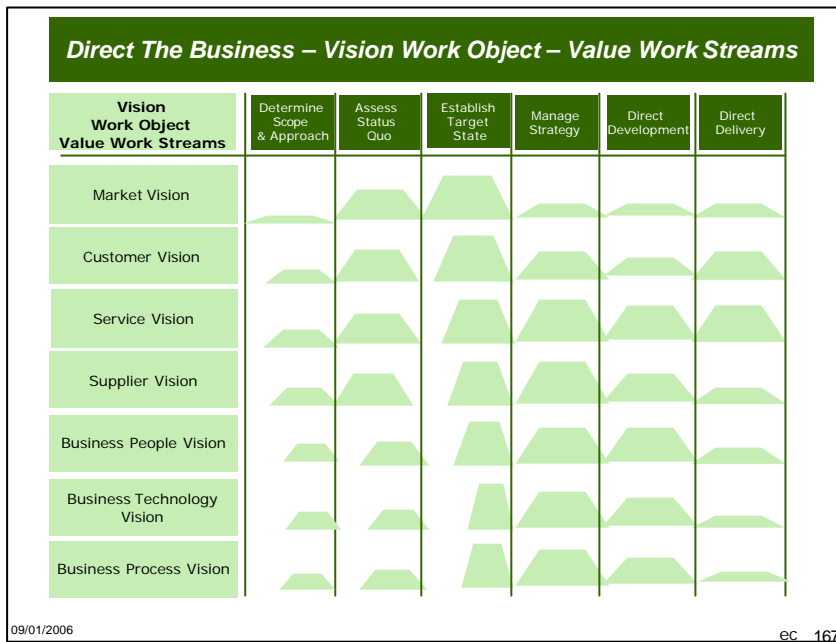 Direct The Business – Vision Work Object – Value Work Streams
Vision
Work Object
Value Work Streams
Determine
Scope
& Approach
Assess
Status
Quo
Establish
Target
State
Manage
Strategy
Direct
Development
Direct
Delivery
Market Vision
Customer Vision
Service Vision
Supplier Vision
Business People Vision
Business Technology
Vision
Business Process Vision
09/01/2006
ec 167